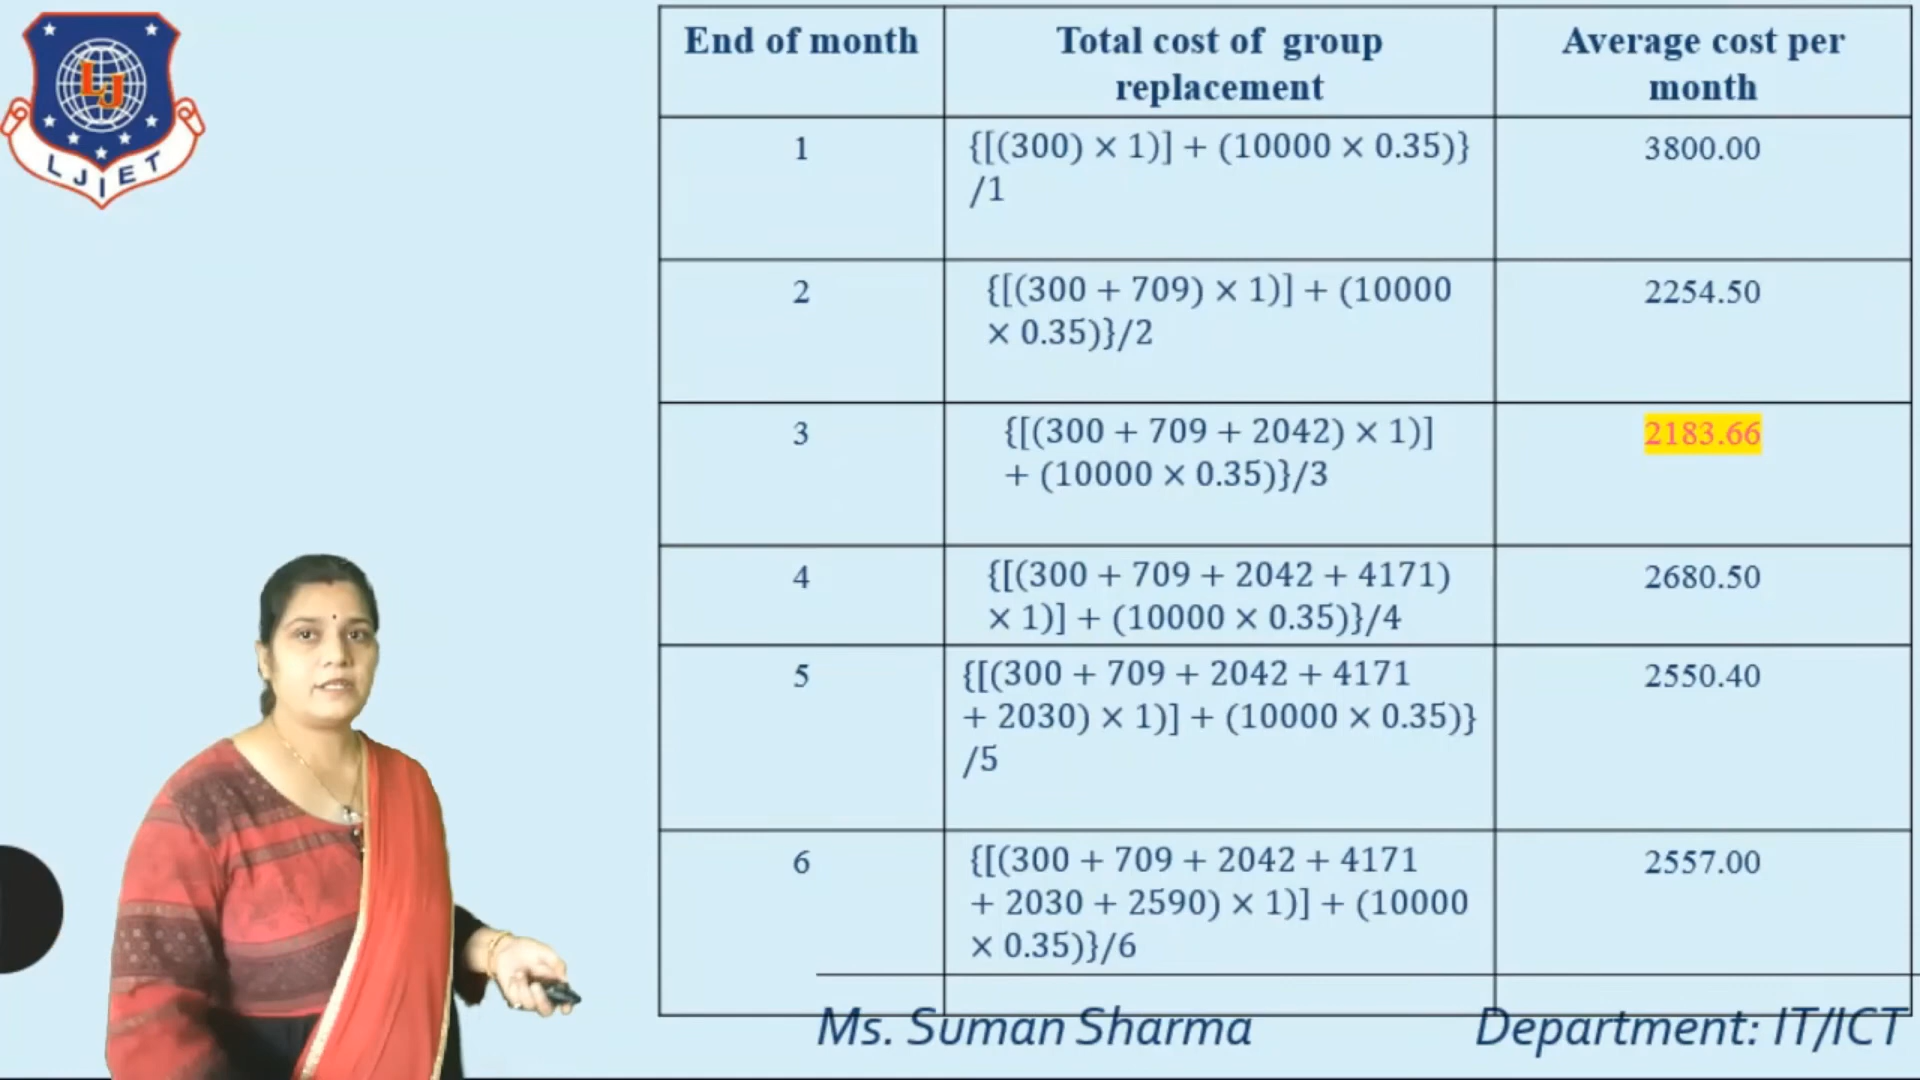 LJ
LJIET
End of month
Total cost of group
replacement
Average cost per
month
1
{[(300) × 1)] + (10000 × 0.35)}
/1
3800.00
2
{[(300 + 709) × 1)] + (10000
× 0.35)}/2
2254.50
3
{[(300 + 709 + 2042) × 1)]
+ (10000 × 0.35)}/3
2183.66
4
{[(300 + 709 + 2042 + 4171)
× 1)] + (10000 × 0.35)}/4
2680.50
5
{[(300 + 709 + 2042 + 4171
+ 2030) × 1)] + (10000 × 0.35)}
/5
2550.40
6
{[(300 + 709 + 2042 + 4171
+ 2030 + 2590) × 1)] + (10000
× 0.35)}/6
2557.00
Ms. Suman Sharma
Department: IT/ICT